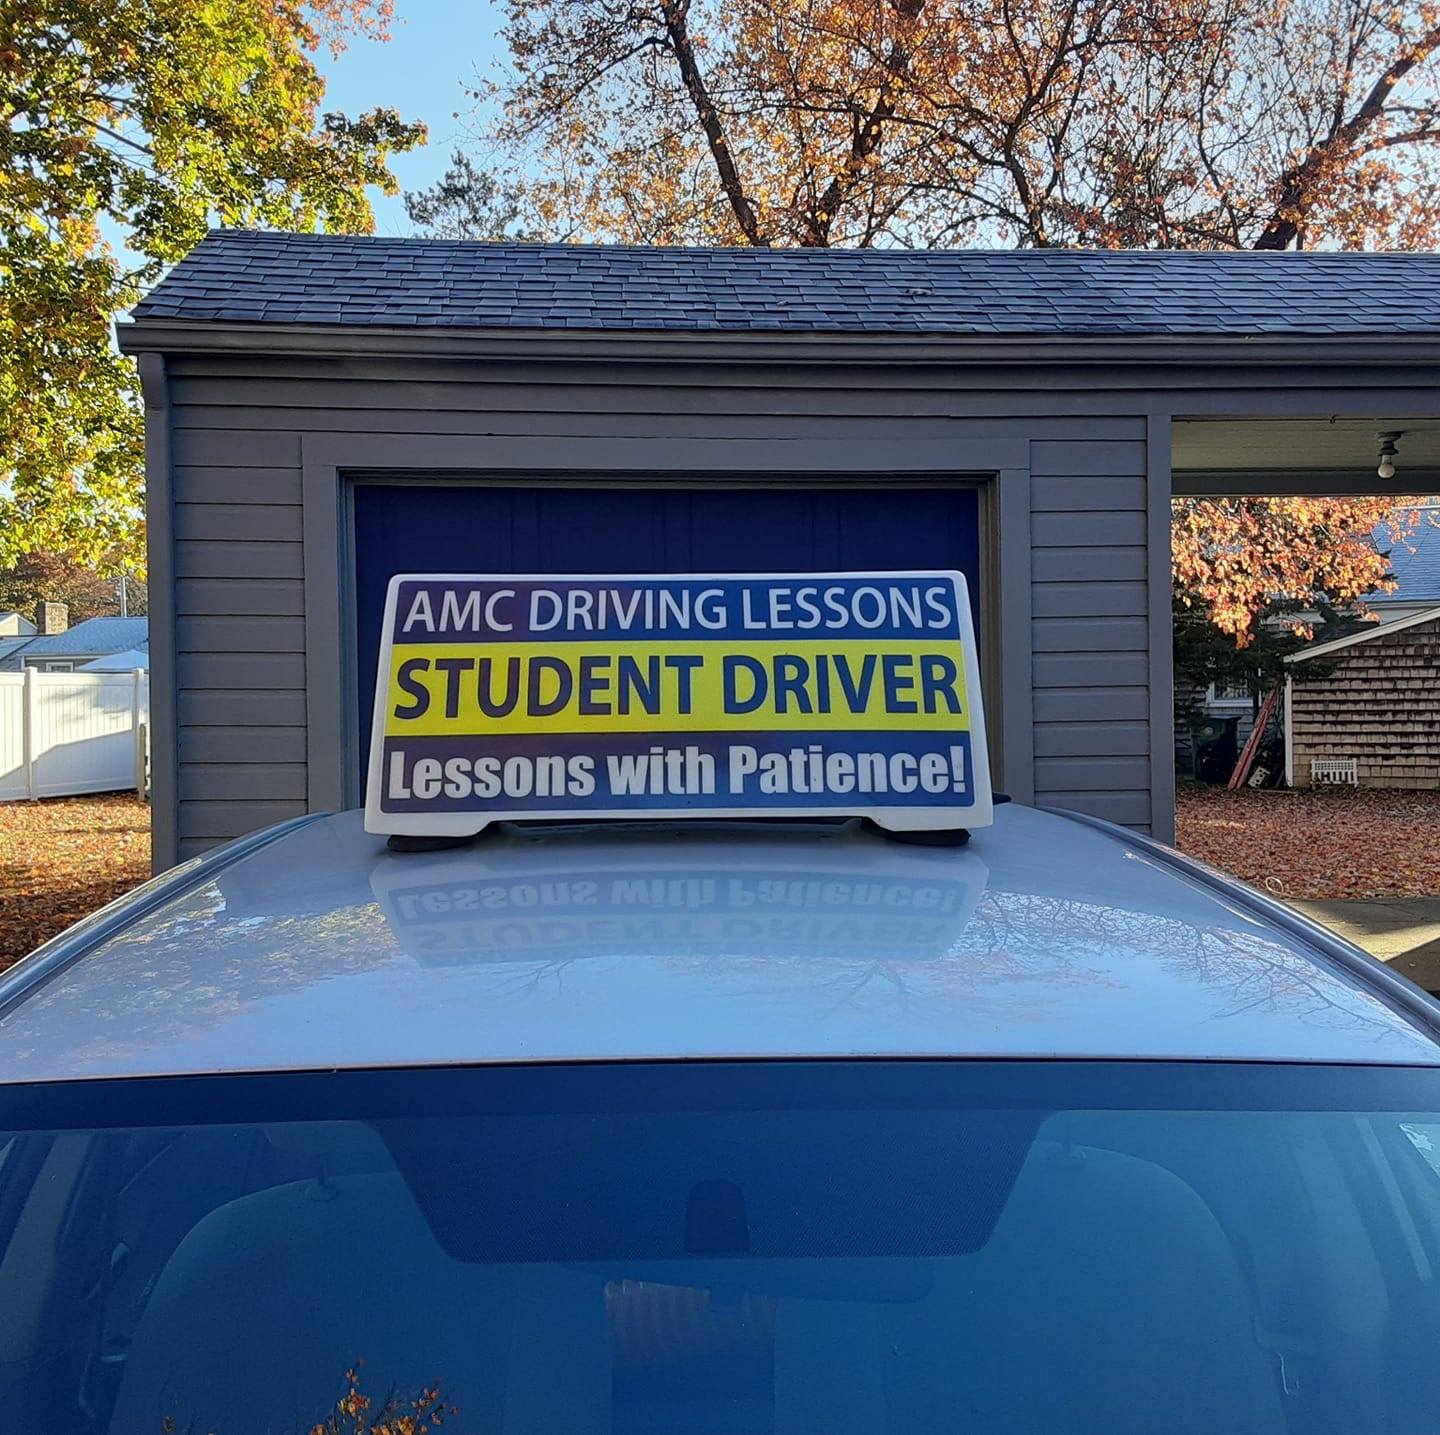 AMC DRIVING LESSONS
STUDENT DRIVER
Lessons with Patience!